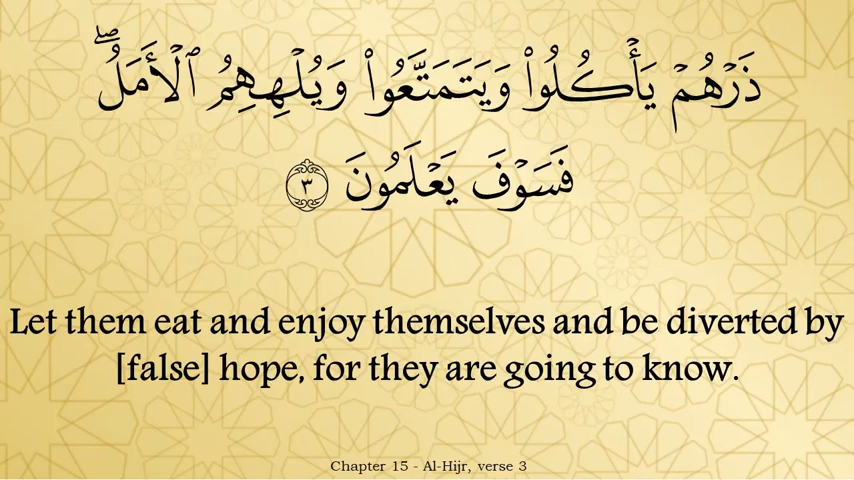 ذَرْهُمْ يَأْكُلُوا۟ وَيَتَمَتَّعُوا۟ وَيُلْهِهِمُ ٱلْأَمَلُ ۖ
فَسَوْفَ يَعْلَمُونَ ٣
Let them eat and enjoy themselves and be diverted by
[false] hope, for they are going to know.
Chapter 15 - Al-Hijr, verse 3